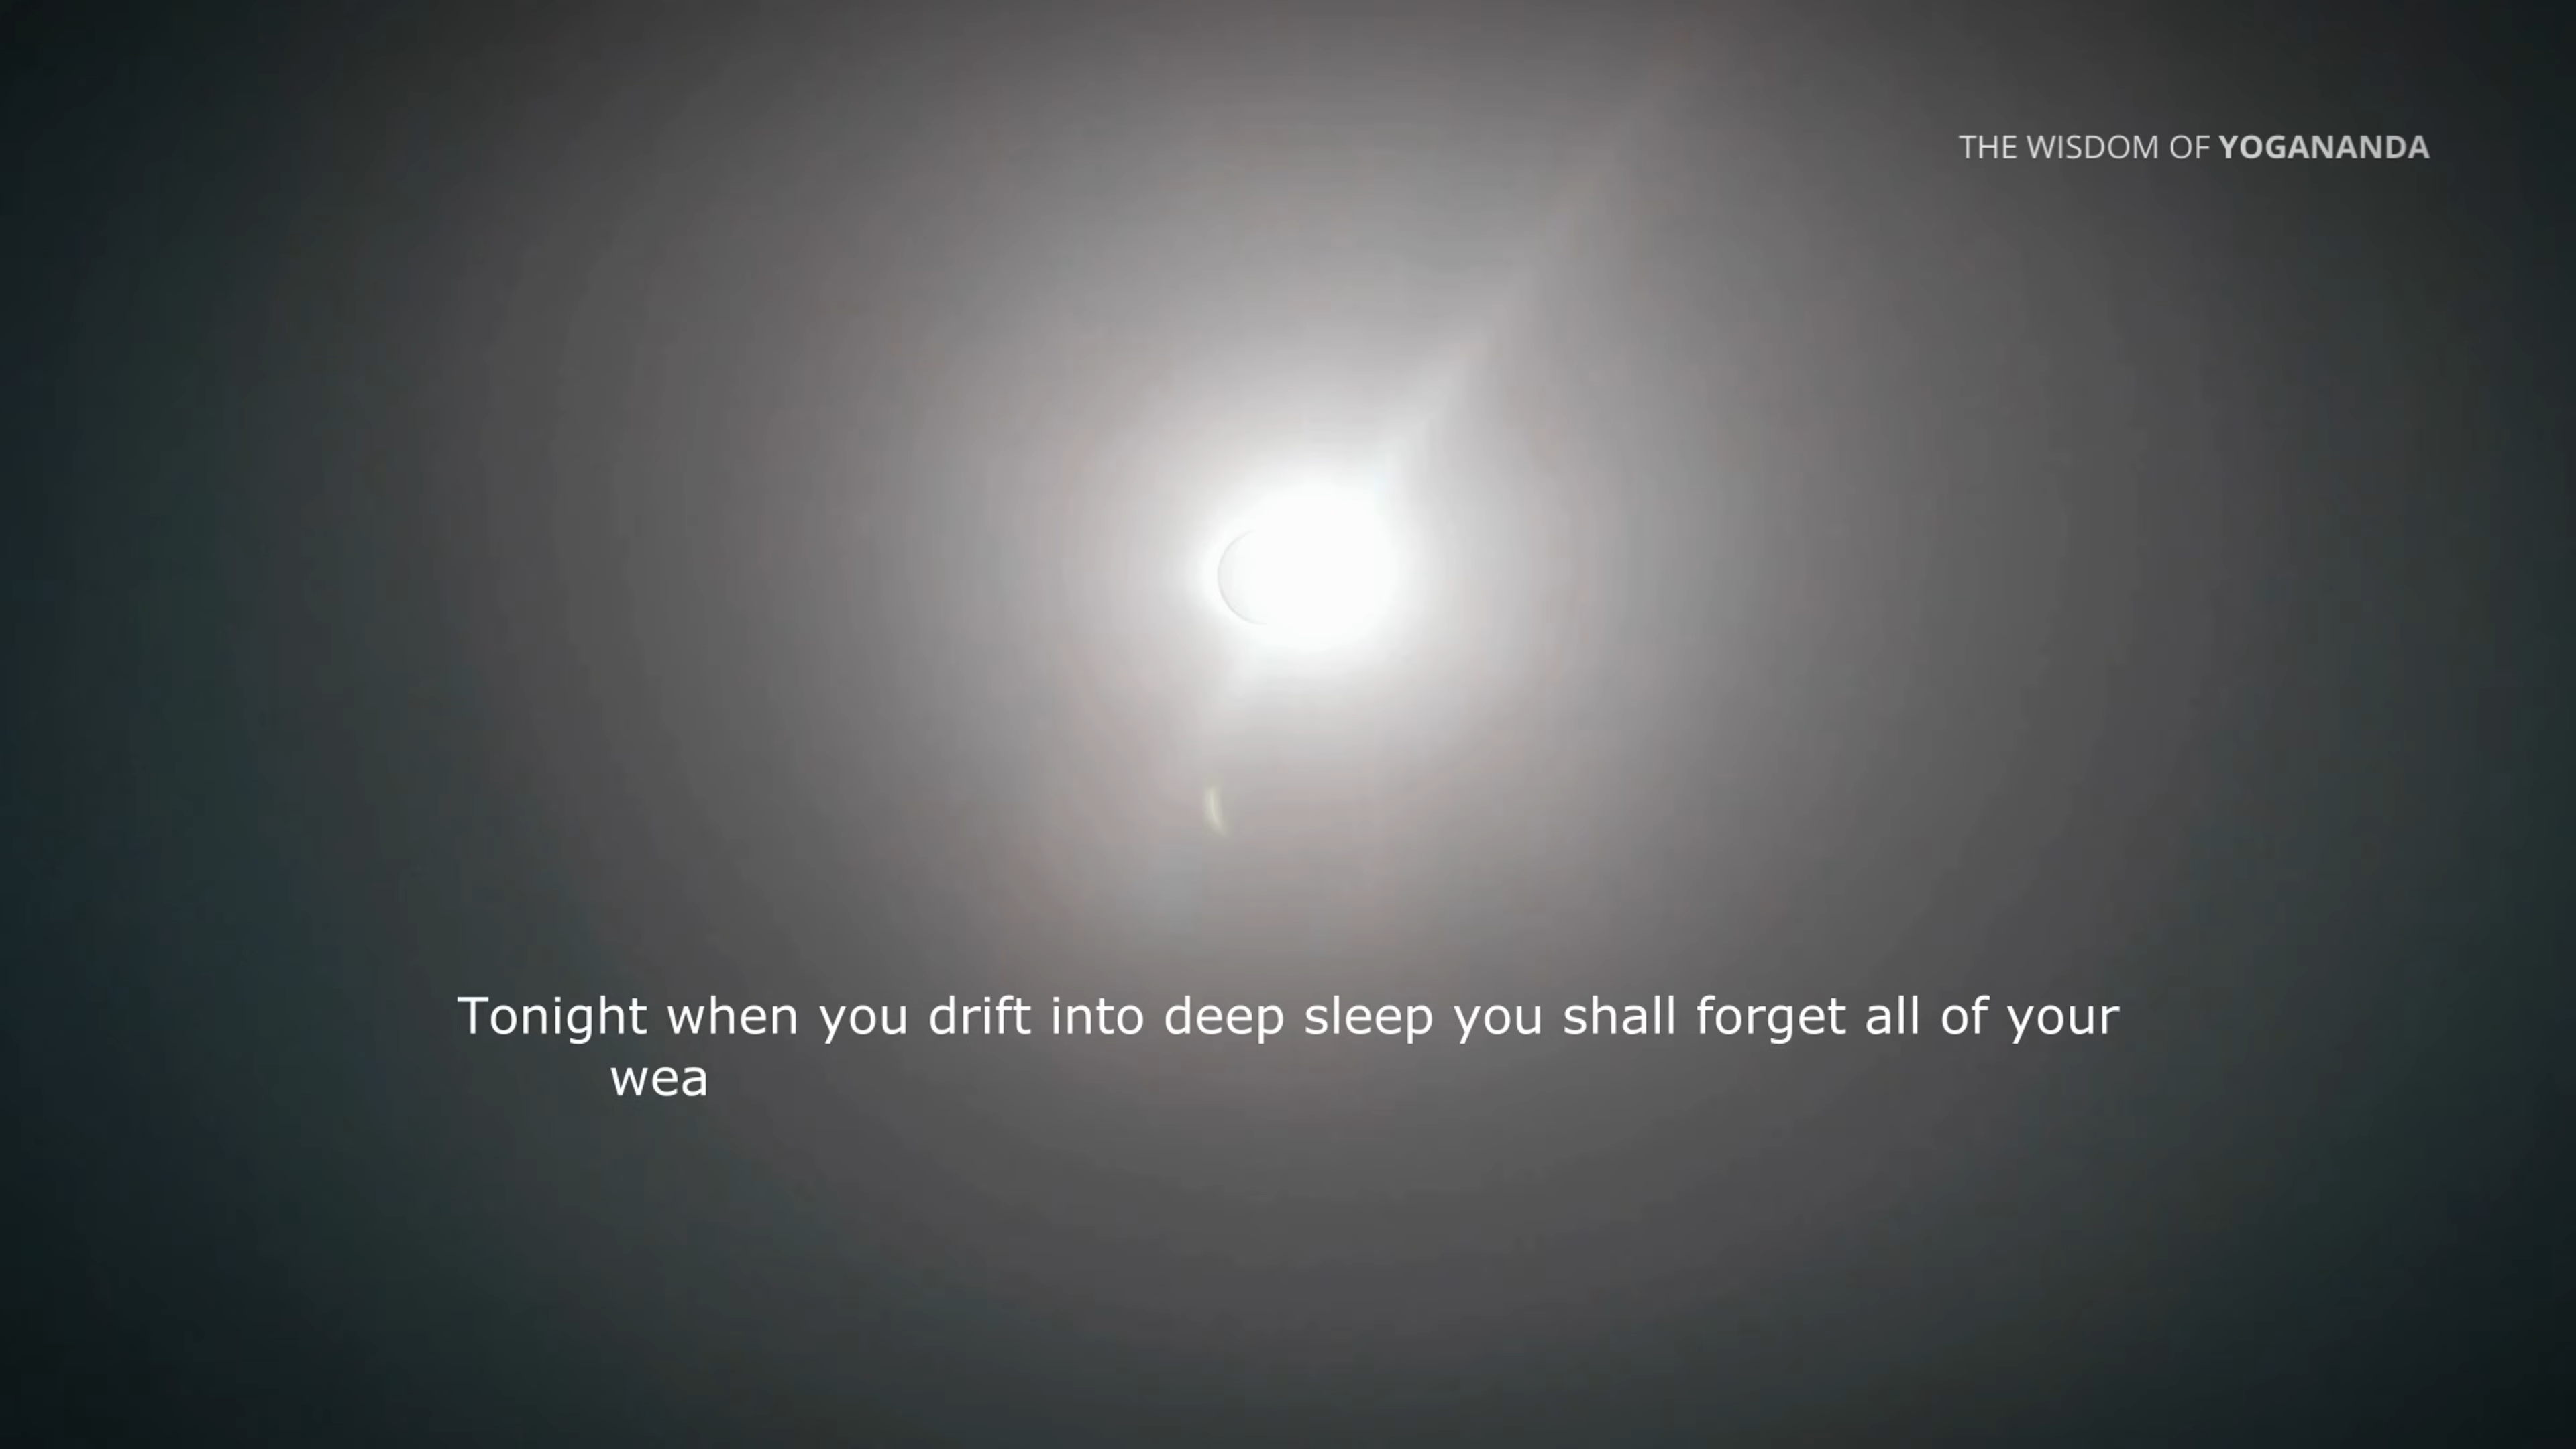 THE WISDOM OF YOGANANDA
Tonight when you drift into deep sleep you shall forget all of your
wea